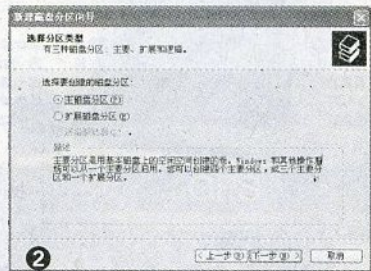 新建磁盘分区向导
选择分区类型
有三种磁盘分区: 主要、扩展和逻辑。
选择要创建的磁盘分区:
主磁盘分区(P)
扩展磁盘分区(E)
描述
主要分区是用基本磁盘上的空闲空间创建的卷。Windows 和其他操作系
统可以从一个主要分区启用。您可以创建四个主要分区，或三个主要分
区和一个扩展分区。
2
<上一步(B) 下一步(N)> 取消